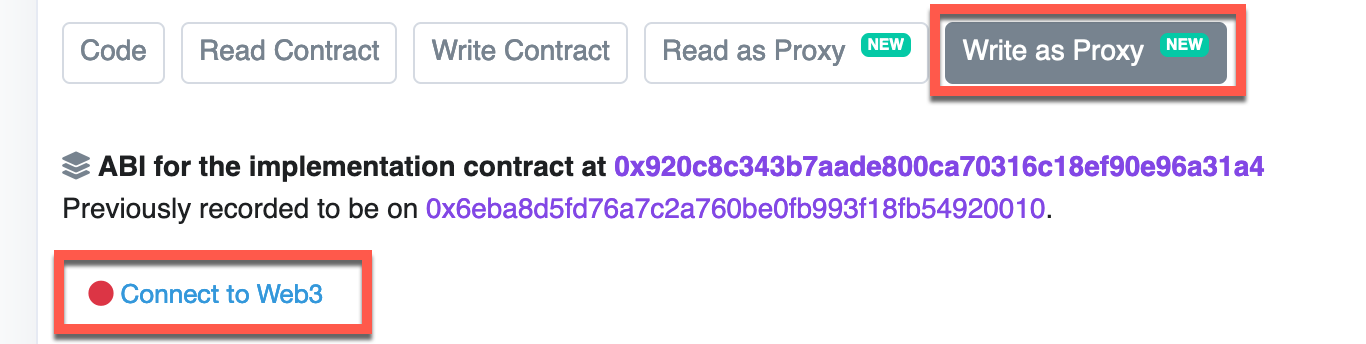 Code Read Contract Write Contract Read as Proxy NEW Write as Proxy NEW
ABI for the implementation contract at 0x920c8c343b7aade800ca70316c18ef90e96a31a4
Previously recorded to be on 0x6eba8d5fd76a7c2a760be0fb993f18fb54920010.
Connect to Web3